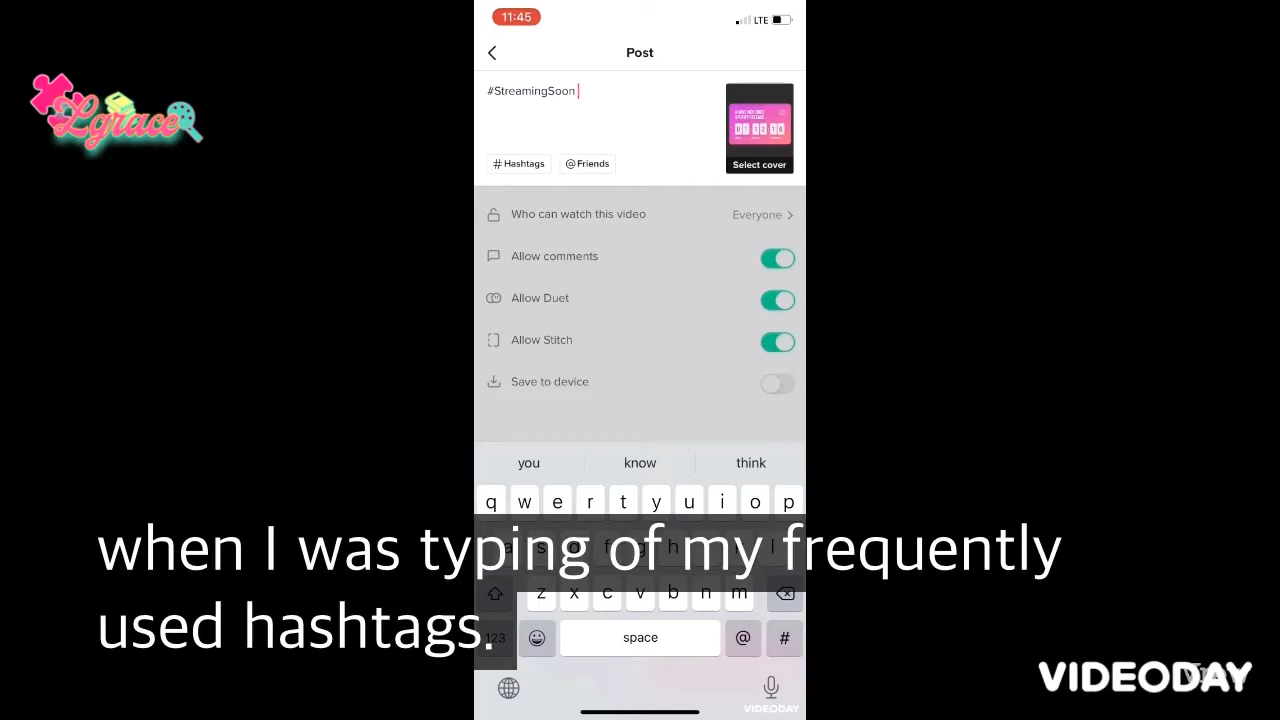 11:45
LTE
Post
Lgrace
#StreamingSoon
# Hashtags
@ Friends
Select cover
Who can watch this video
Everyone
Allow comments
Allow Duet
Allow Stitch
Save to device
you know think
q w e r t y u i o p
when I was typing of my frequently
z x c v b n m
used hashtags.
123
space
@ #
VIDEODAY
VIDEODAY